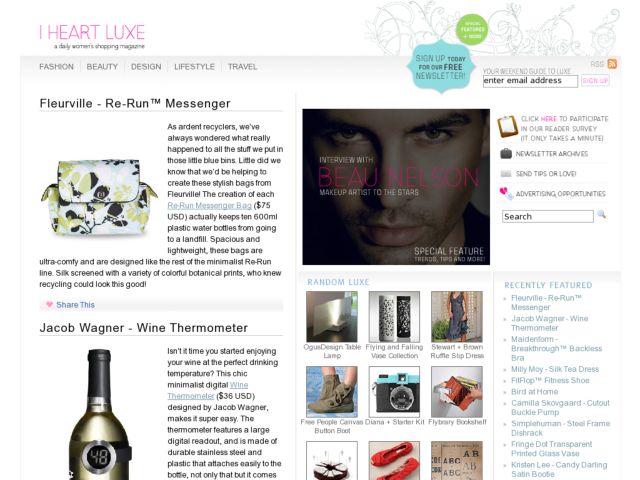 I HEART LUXE
a daily women's shopping magazine
SPECIAL
FEATURES
+ MORE
SIGN UP TODAY
FOR OUR FREE
NEWSLETTER!
RSS
YOUR WEEKEND GUIDE TO LUXE
enter email address
SIGN UP
FASHION
BEAUTY
DESIGN
LIFESTYLE
TRAVEL
Fleurville - Re-Run™ Messenger
As ardent recyclers, we've
always wondered what really
happened to all the stuff we put in
those little blue bins. Little did we
know that we'd be helping to
create these stylish bags from
Fleurville! The creation of each
Re-Run Messenger Bag ($75
USD) actually keeps ten 600ml
plastic water bottles from going
to a landfill. Spacious and
lightweight, these bags are
ultra-comfy and are designed like the rest of the minimalist Re-Run
line. Silk screened with a variety of colorful botanical prints, who knew
recycling could look this good!
Share This
Jacob Wagner - Wine Thermometer
Isn't it time you started enjoying
your wine at the perfect drinking
temperature? This chic
minimalist digital Wine
Thermometer ($36 USD)
designed by Jacob Wagner,
makes it super easy. The
thermometer features a large
digital readout, and is made of
durable stainless steel and
plastic that attaches easily to the
bottle, not only that but it comes
48
INTERVIEW WITH
BEAU NELSON
MAKEUP ARTIST TO THE STARS
SPECIAL FEATURE
TRENDS, TIPS AND MORE!
CLICK HERE TO PARTICIPATE
IN OUR READER SURVEY
(IT ONLY TAKES A MINUTE)
NEWSLETTER ARCHIVES
SEND TIPS OR LOVE!
ADVERTISING OPPORTUNITIES
Search
RANDOM LUXE
OgusDesign Table
Lamp
Flying and Falling
Vase Collection
Stewart + Brown
Ruffle Slip Dress
Free People Canvas
Button Boot
Diana + Starter Kit
Flybrary Bookshelf
RECENTLY FEATURED
» Fleurville - Re-Run™
Messenger
» Jacob Wagner - Wine
Thermometer
» Maidenform -
Breakthrough™ Backless
Bra
» Milly Moy - Silk Tea Dress
» FitFlop™ Fitness Shoe
» Bird at Home
» Camilla Skovgaard - Cutout
Buckle Pump
» Simplehuman - Steel Frame
Dishrack
» Fringe Dot Transparent
Printed Glass Vase
» Kristen Lee - Candy Darling
Satin Bootie